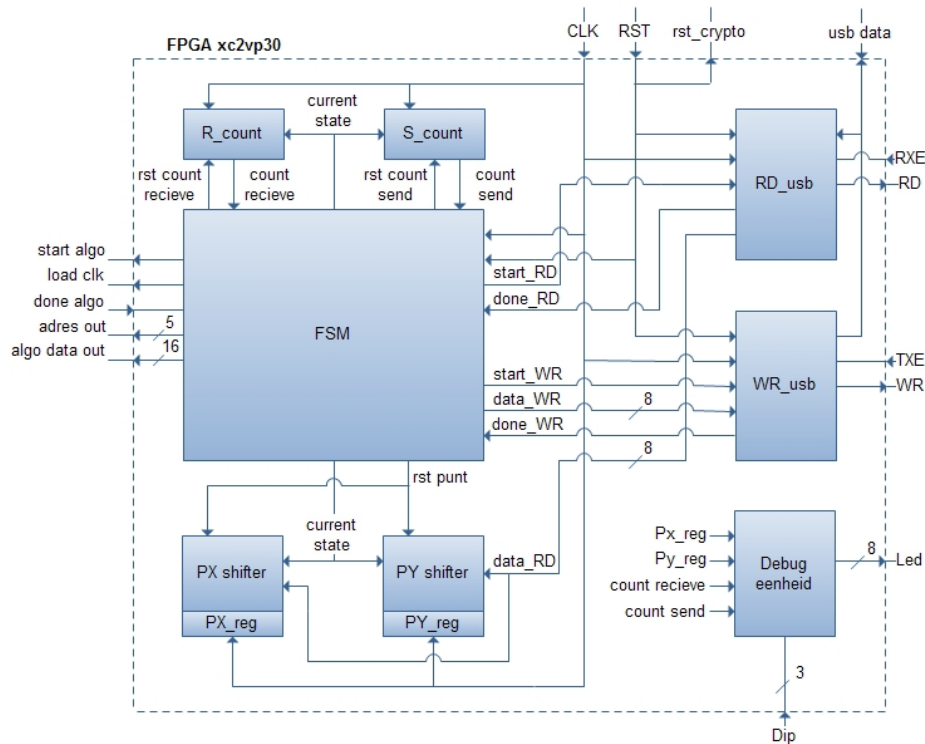 CLK
RST
rst_crypto
usb data
FPGA xc2vp30
current
state
R_count
S_count
rst count
recieve
count
recieve
rst count
send
count
send
RD_usb
RXE
RD
start algo
load clk
done algo
adres out
5
algo data out
16
FSM
start_RD
done_RD
start_WR
data_WR
8
done_WR
8
WR_usb
TXE
WR
rst punt
current
state
PX shifter
PX_reg
PY shifter
PY_reg
data_RD
Px_reg
Py_reg
count recieve
count send
Debug
eenheid
8
Led
3
Dip